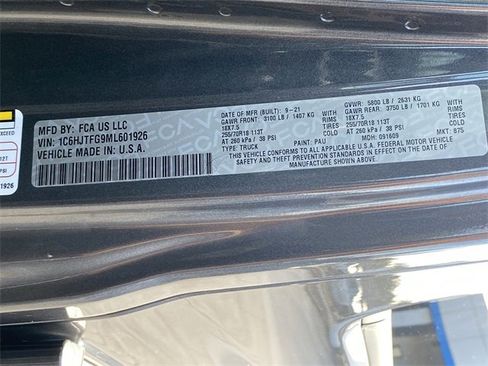 EXCEED
12T
PSI
1926
MFD BY: FCA US LLC
VIN: 1C6HJTFG9ML601926
VEHICLE MADE IN U.S.A.
DATE OF MFR (BUILT): 9-21
GAWR FRONT: 3100 LB / 1407 KG WITH
18X7.5 RIMS
255/70R18 113T TIRES
AT 260 kPa / 38 PSI COLD
PAINT: PAU
TYPE: TRUCK
GVWR: 5800 LB / 2631 KG
GAWR REAR: 3750 LB / 1701 KG WITH
18X7.5 RIMS
255/70R18 113T TIRES
AT 260 kPa / 38 PSI COLD
MDH: 091609 MKT: 875
THIS VEHICLE CONFORMS TO ALL APPLICABLE U.S.A. FEDERAL MOTOR VEHICLE
SAFETY AND THEFT PREVENTION STANDARDS IN EFFECT ON THE DATE OF
MANUFACTURE SHOWN ABOVE.